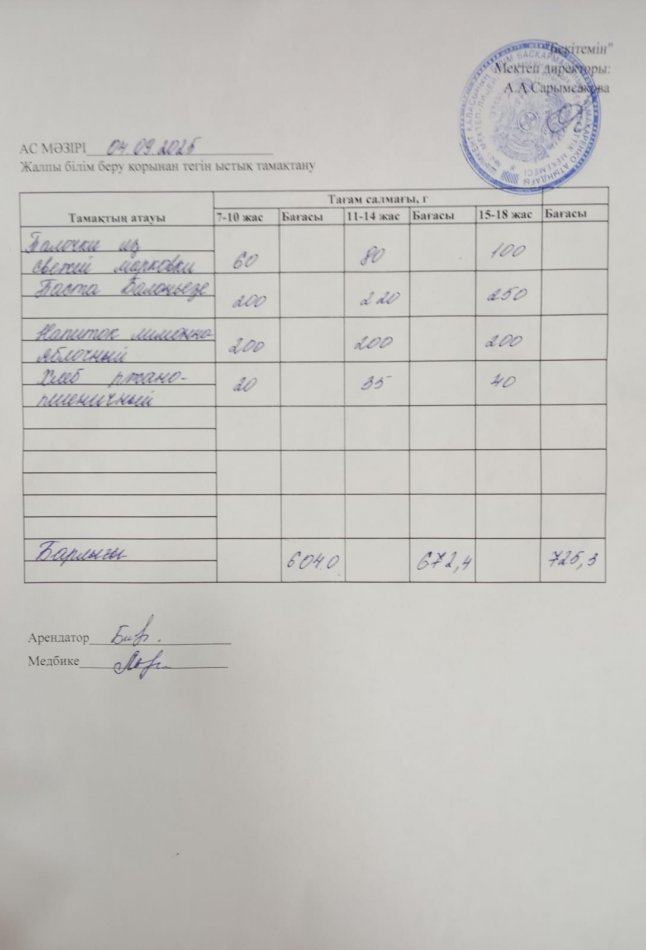 "Бекітемін"
Мектеп директоры:
А.А.Сарымсакова
АС МӘЗІРІ 04.09.2025
Жалпы білім беру қорынан тегін ыстық тамақтану
Тағам салмағы, г
Тамақтың атауы 7-10 жас Бағасы 11-14 жас Бағасы 15-18 жас Бағасы
Палочки из
свежей морковки 60 80 100
Паста Балоньезе 200 220 250
Напиток лимонно-
яблочный 200 200 200
Хлеб ржано- 20 35 40
пшеничный
Барлығы 604.0 672,4 725,3
Арендатор
Медбике